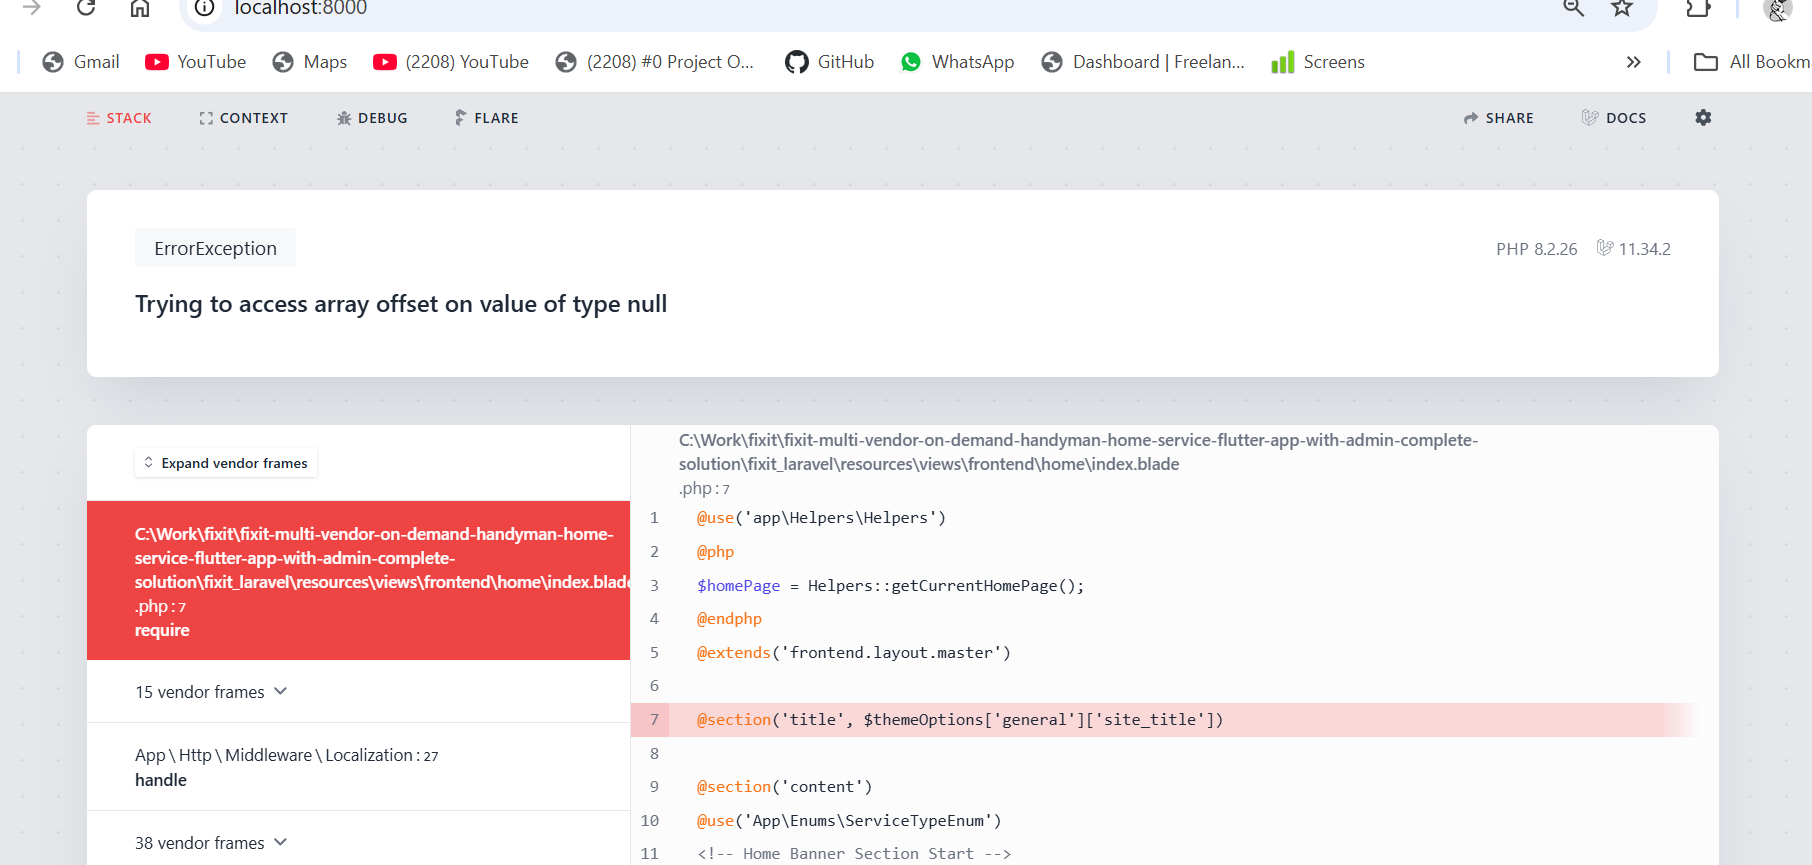 localhost:8000
Gmail YouTube Maps (2208) YouTube (2208) #0 Project O... GitHub WhatsApp Dashboard | Freelan... Screens » All Bookm
STACK CONTEXT DEBUG FLARE SHARE DOCS
ErrorException
PHP 8.2.26 11.34.2
Trying to access array offset on value of type null
Expand vendor frames
C:\Work\fixit\fixit-multi-vendor-on-demand-handyman-home-
service-flutter-app-with-admin-complete-
solution\fixit_laravel\resources\views\frontend\home\index.blade
.php : 7
require
15 vendor frames
App \ Http \ Middleware \ Localization : 27
handle
38 vendor frames
C:\Work\fixit\fixit-multi-vendor-on-demand-handyman-home-service-flutter-app-with-admin-complete-
solution\fixit_laravel\resources\views\frontend\home\index.blade
.php : 7
1 @use('app\Helpers\Helpers')
2 @php
3 $homePage = Helpers::getCurrentHomePage();
4 @endphp
5 @extends('frontend.layout.master')
6
7 @section('title', $themeOptions['general']['site_title'])
8
9 @section('content')
10 @use('App\Enums\ServiceTypeEnum')
11 <!-- Home Banner Section Start -->